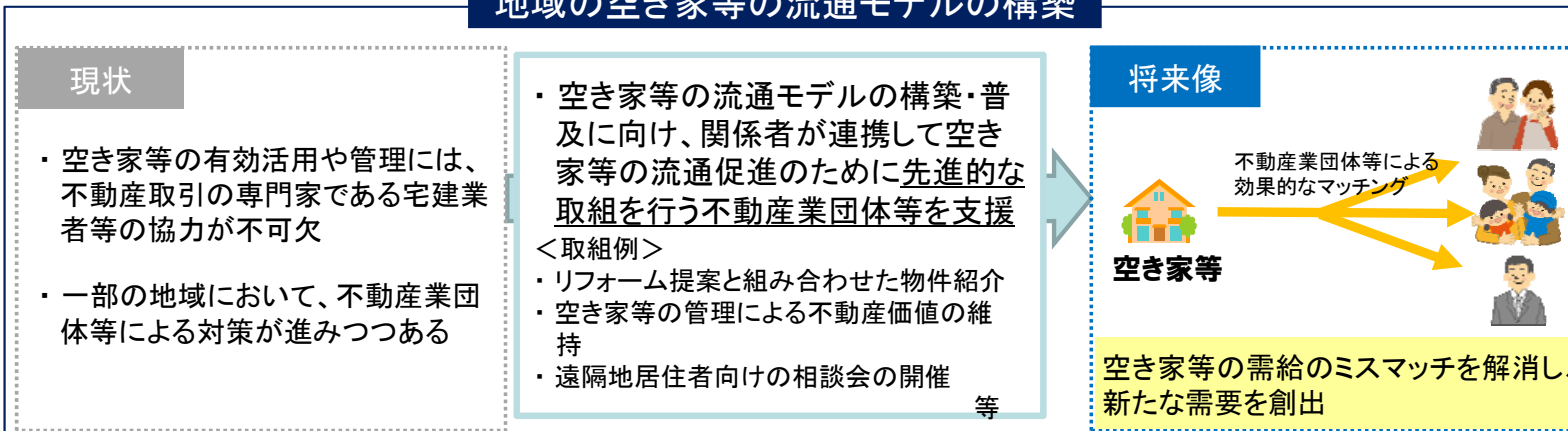 地域の空き家等の流通モデルの構築
現状
・ 空き家等の有効活用や管理には、
不動産取引の専門家である宅建業
者等の協力が不可欠
・ 一部の地域において、不動産業団
体等による対策が進みつつある
・ 空き家等の流通モデルの構築・普
及に向け、関係者が連携して空き
家等の流通促進のために先進的な
取組を行う不動産業団体等を支援
＜取組例＞
・ リフォーム提案と組み合わせた物件紹介
・ 空き家等の管理による不動産価値の維
持
・ 遠隔地居住者向けの相談会の開催
等
将来像
不動産業団体等による
効果的なマッチング
空き家等
空き家等の需給のミスマッチを解消し、
新たな需要を創出